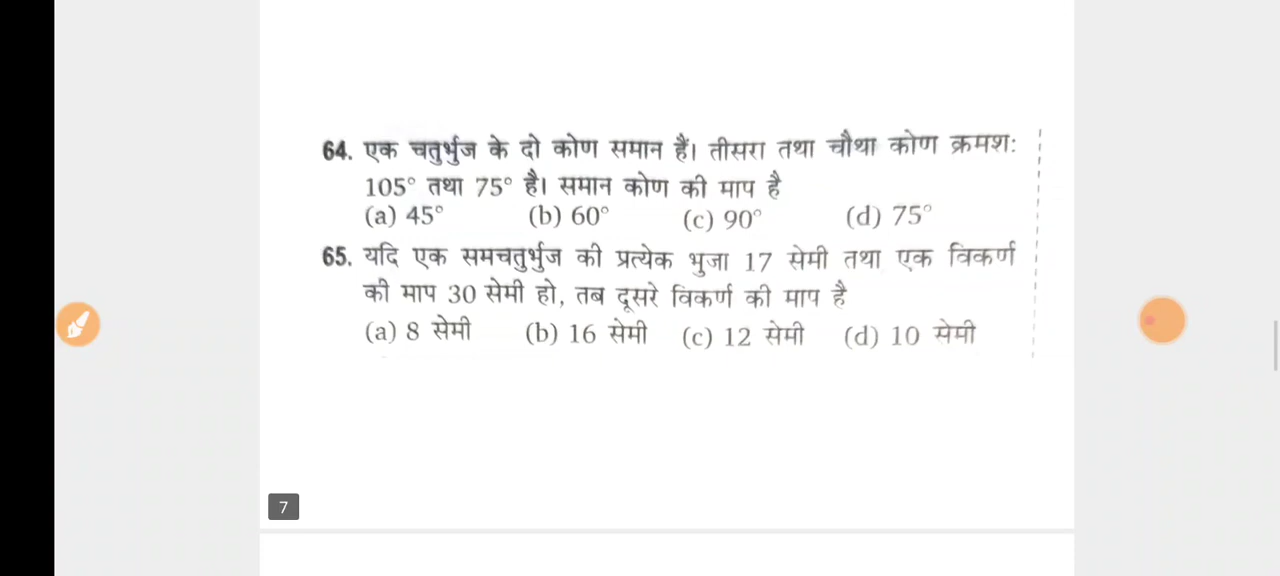 64. एक चतुर्भुज के दो कोण समान हैं। तीसरा तथा चौथा कोण क्रमश:
105° तथा 75° है। समान कोण की माप है
(a) 45° (b) 60° (c) 90° (d) 75°
65. यदि एक समचतुर्भुज की प्रत्येक भुजा 17 सेमी तथा एक विकर्ण
की माप 30 सेमी हो, तब दूसरे विकर्ण की माप है
(a) 8 सेमी (b) 16 सेमी (c) 12 सेमी (d) 10 सेमी
7